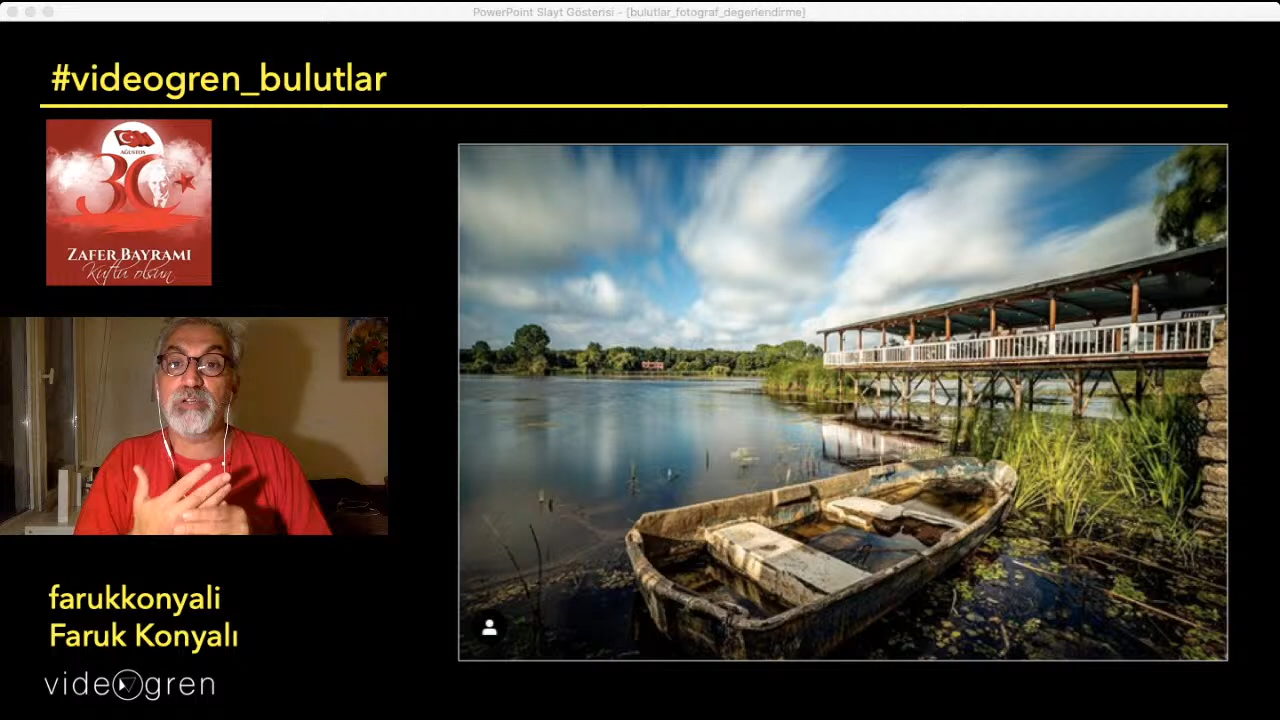 PowerPoint Slayt Gösterisi - [bulutlar_fotograf_degerlendirme]
#videogren_bulutlar
AĞUSTOS
30
ZAFER BAYRAMI
Kutlu olsun
farukkonyali
Faruk Konyalı
videogren